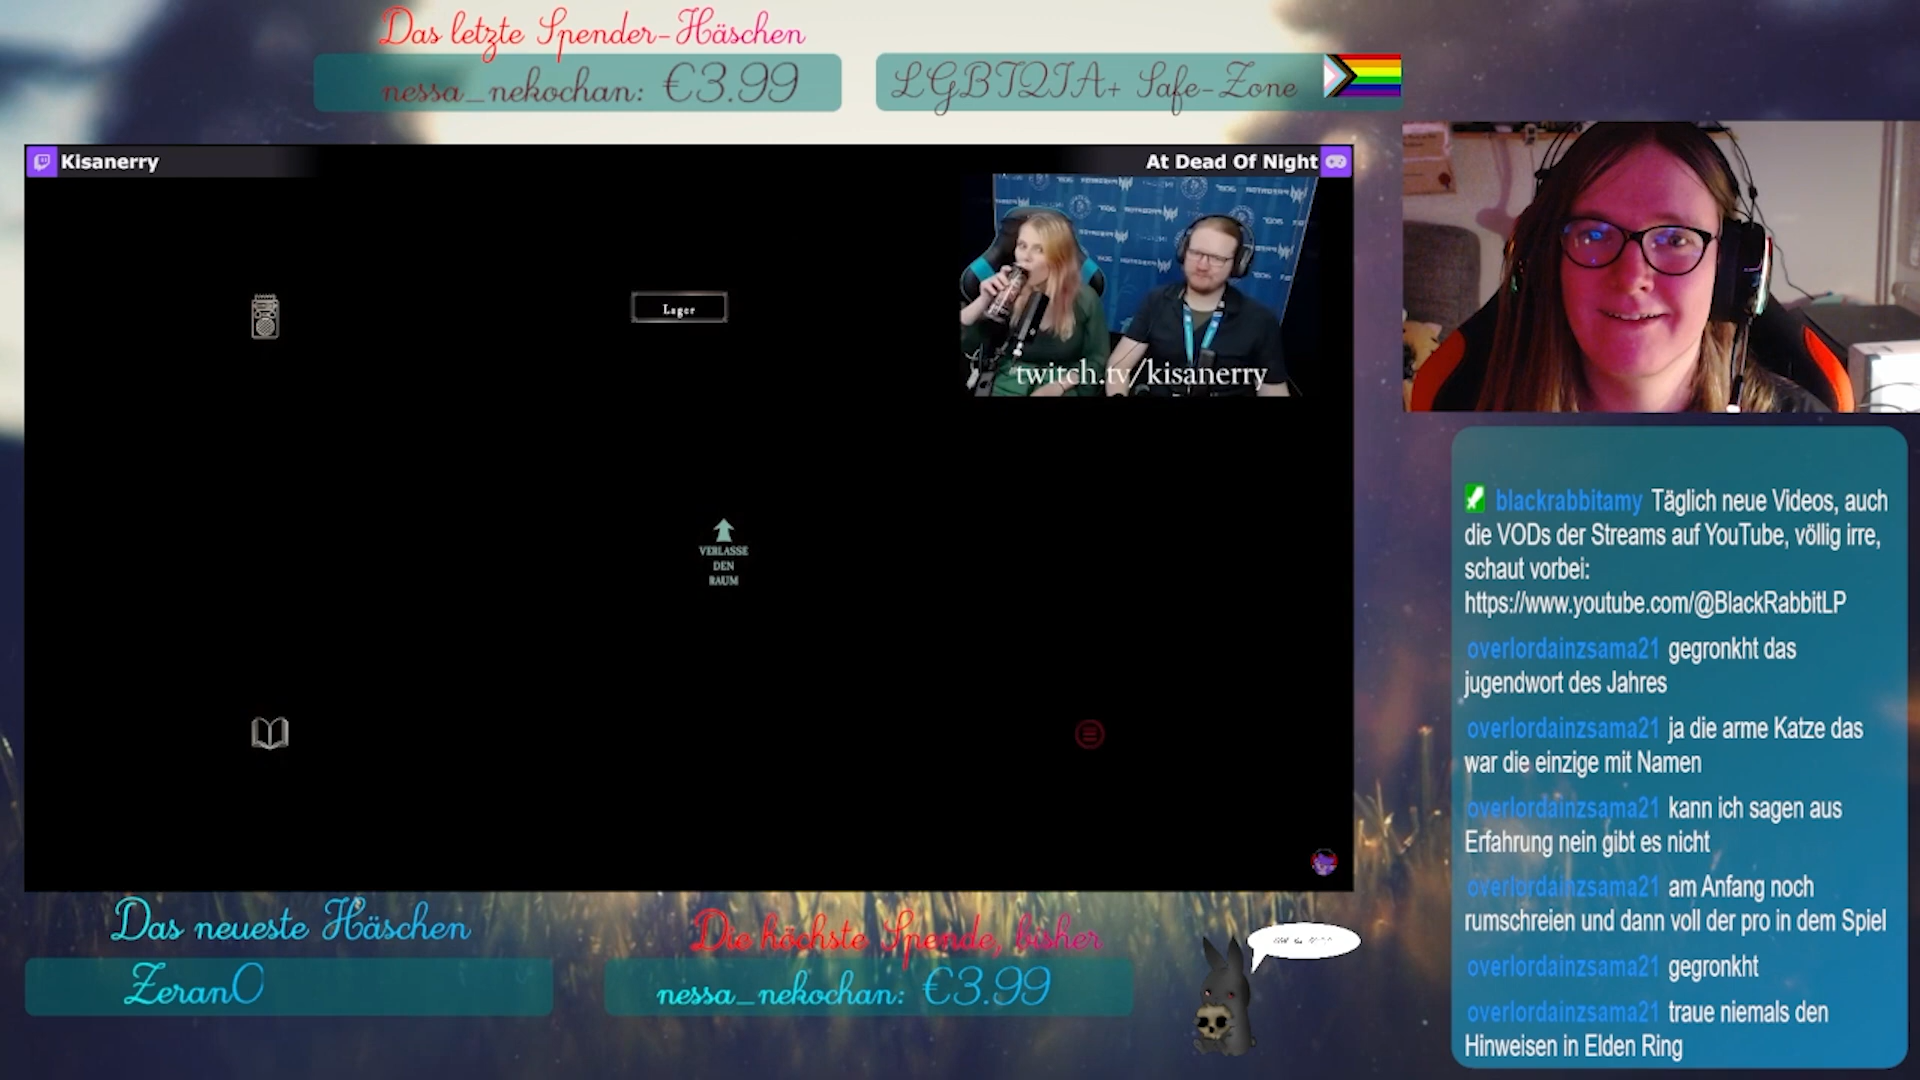 Das letzte Spender-Häschen
nessa_nekochan: €3.99
LGBTQIA+ Safe-Zone
Kisanerry
At Dead Of Night
Lager
twitch.tv/kisanerry
VERLASSE
DEN
RAUM
blackrabbitamy Täglich neue Videos, auch
die VODs der Streams auf YouTube, völlig irre,
schaut vorbei:
https://www.youtube.com/@BlackRabbitLP
overlordainzsama21 gegronkht das
jugendwort des Jahres
overlordainzsama21 ja die arme Katze das
war die einzige mit Namen
overlordainzsama21 kann ich sagen aus
Erfahrung nein gibt es nicht
overlordainzsama21 am Anfang noch
rumschreien und dann voll der pro in dem Spiel
overlordainzsama21 gegronkht
overlordainzsama21 traue niemals den
Hinweisen in Elden Ring
Das neueste Häschen
ZeranO
Die höchste Spende, bisher
nessa_nekochan: €3.99